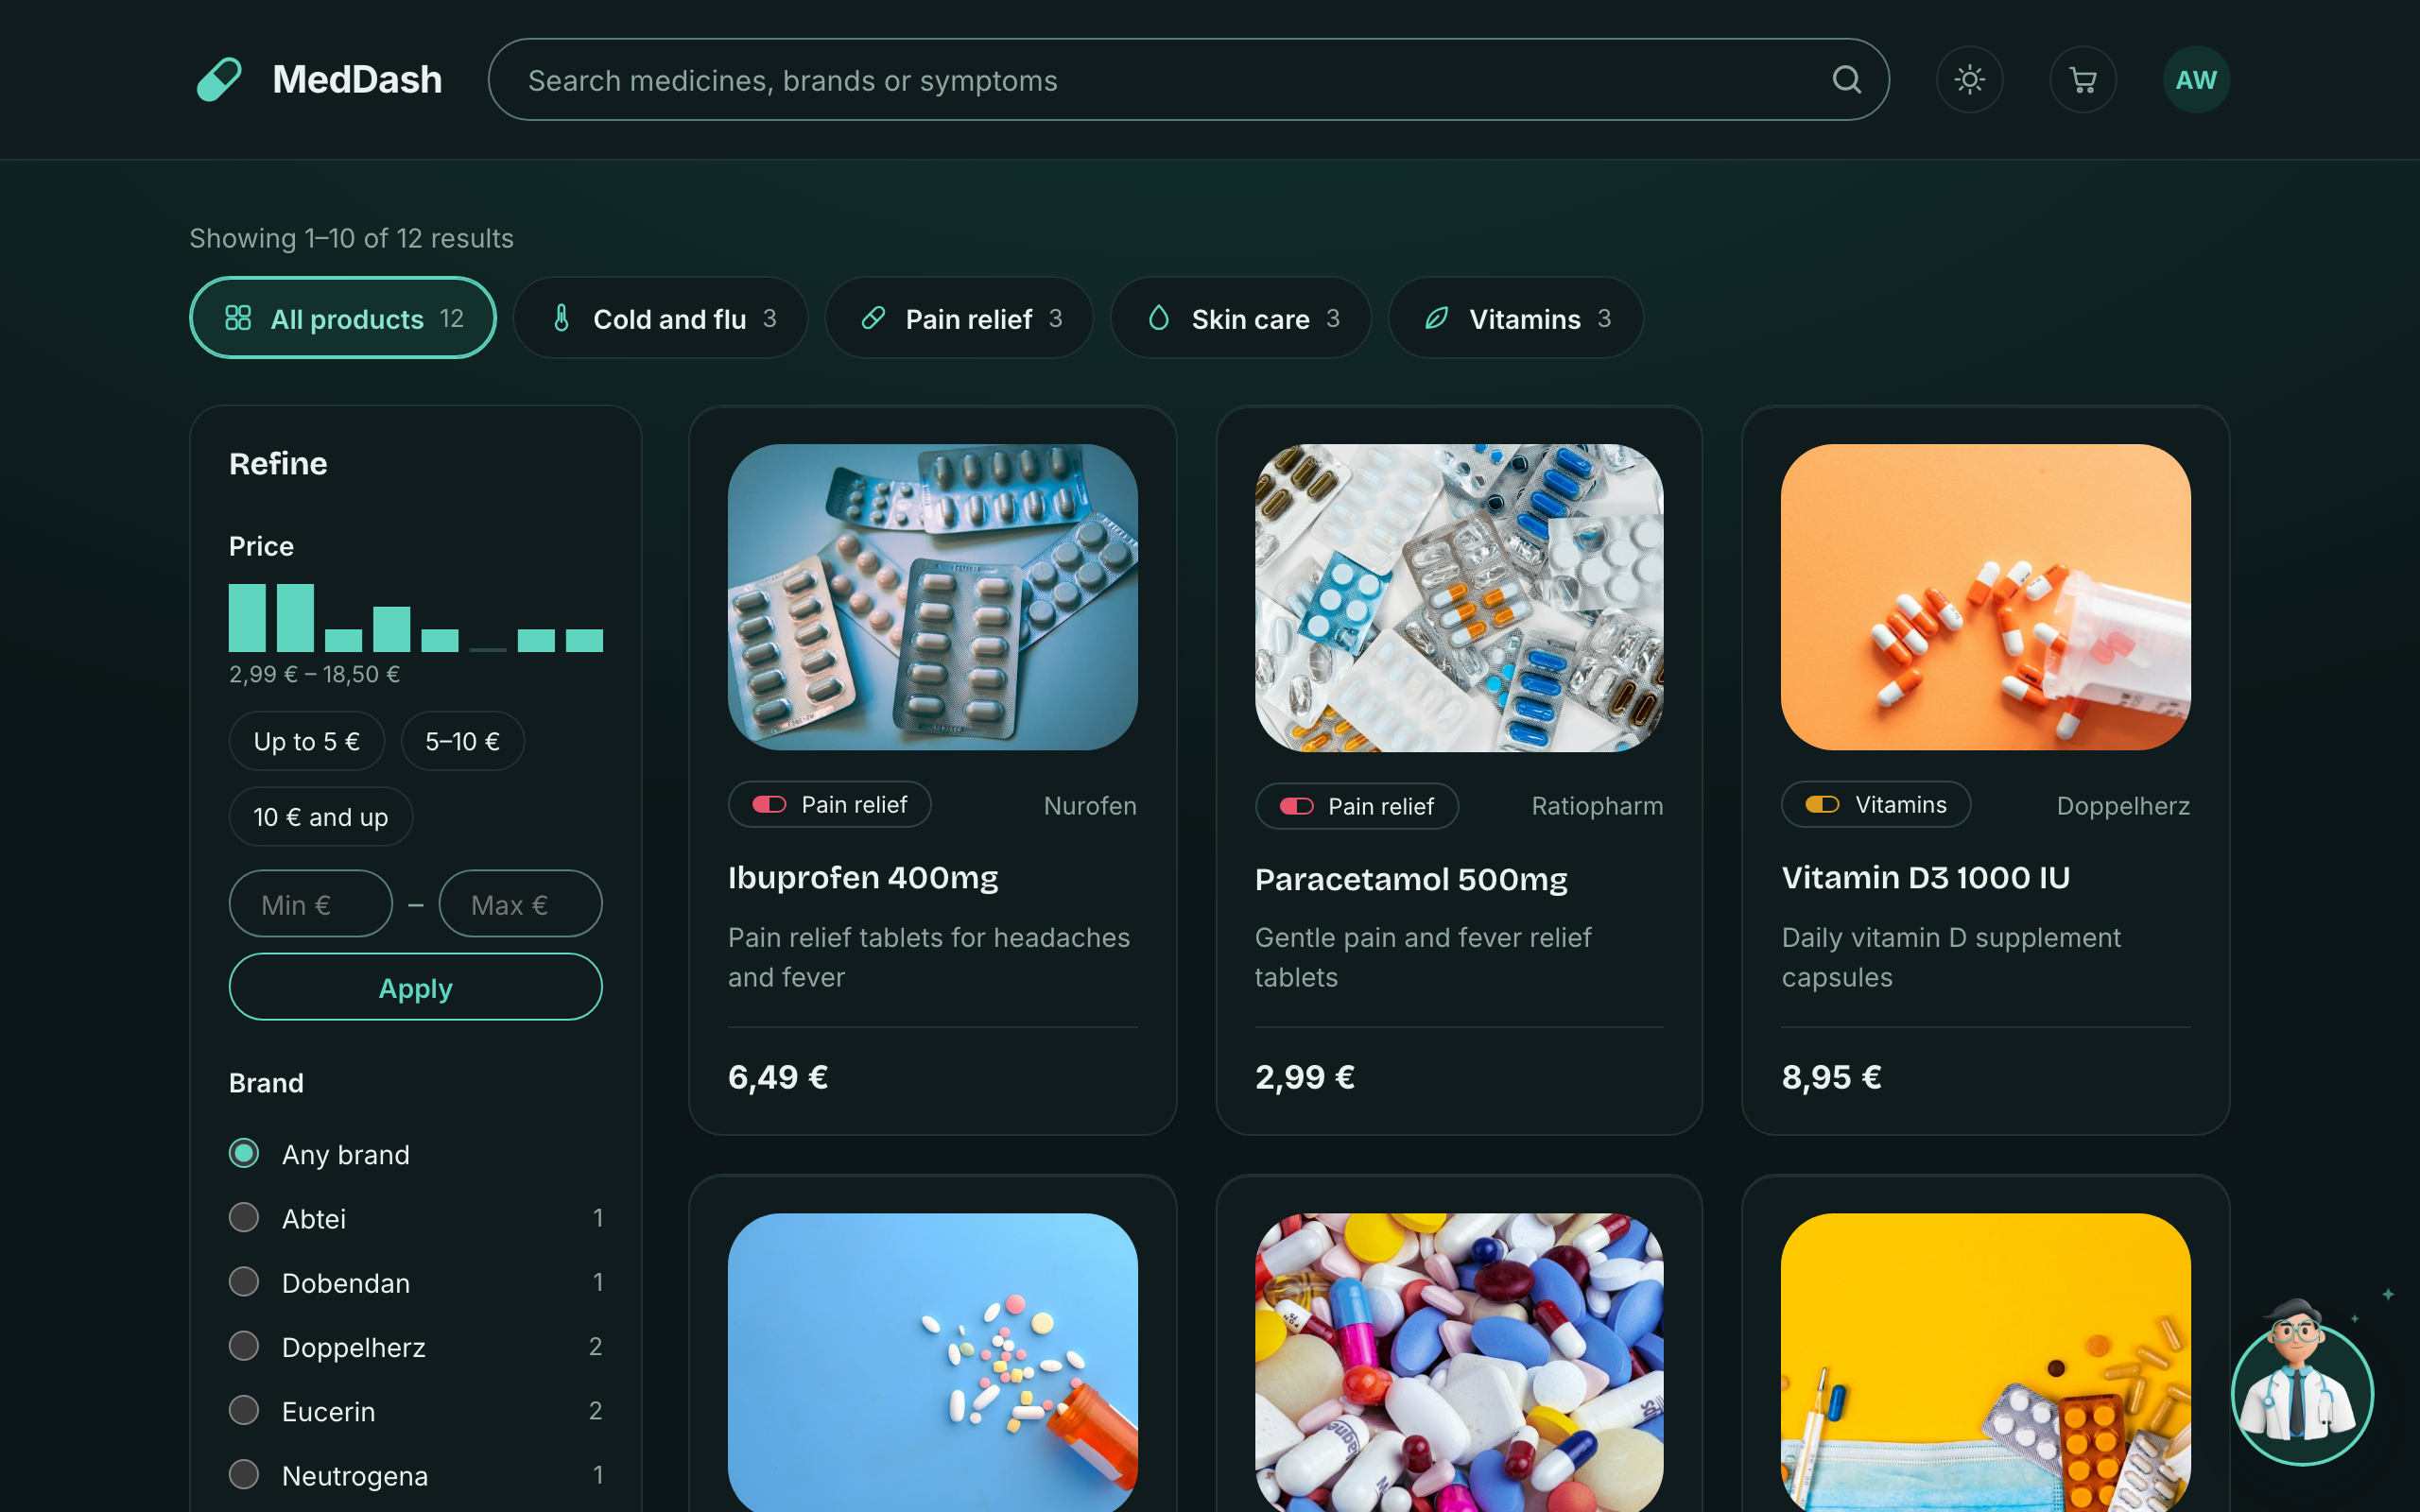 MedDash
Search medicines, brands or symptoms
AW
Showing 1–10 of 12 results
All products 12
Cold and flu 3
Pain relief 3
Skin care 3
Vitamins 3
Refine
Price
2,99 € – 18,50 €
Up to 5 €
5–10 €
10 € and up
Min € – Max €
Apply
Brand
Any brand
Abtei 1
Dobendan 1
Doppelherz 2
Eucerin 2
Neutrogena 1
Pain relief Nurofen
Ibuprofen 400mg
Pain relief tablets for headaches
and fever
6,49 €
Pain relief Ratiopharm
Paracetamol 500mg
Gentle pain and fever relief
tablets
2,99 €
Vitamins Doppelherz
Vitamin D3 1000 IU
Daily vitamin D supplement
capsules
8,95 €